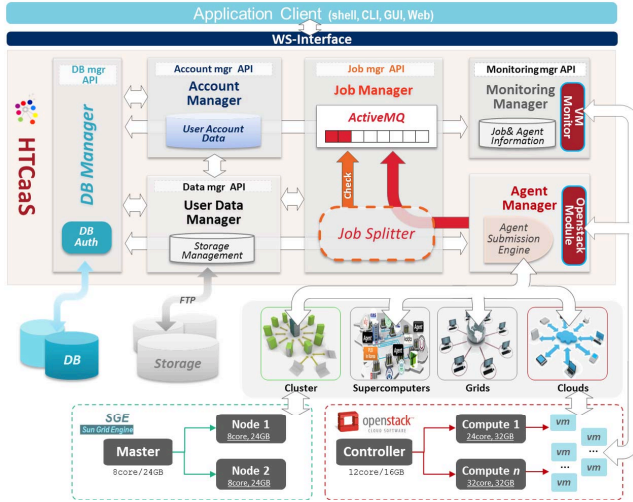 Application Client (shell, CLI, GUI, Web)
WS-Interface
HTCaaS
DB mgr
API
DB Manager
DB
Auth
Account mgr API
Account
Manager
User Account
Data
Data mgr API
User Data
Manager
Storage
Management
Job mgr API
Job Manager
ActiveMQ
Check
Job Splitter
Monitoring mgr API
Monitoring
Manager
Job& Agent
Information
VM
Monitor
Agent
Manager
Agent
Submission
Engine
Openstack
Module
FTP
DB
Storage
Agent
Agent
Agent
Cluster
Supercomputers
Grids
Clouds
SGE
Sun Grid Engine
Master
8core/24GB
Node 1
8core, 24GB
Node 2
8core, 24GB
openstack
CLOUD SOFTWARE
Controller
12core/16GB
Compute 1
24core, 32GB
Compute n
32core, 32GB
vm
vm
vm
...
vm
...
vm